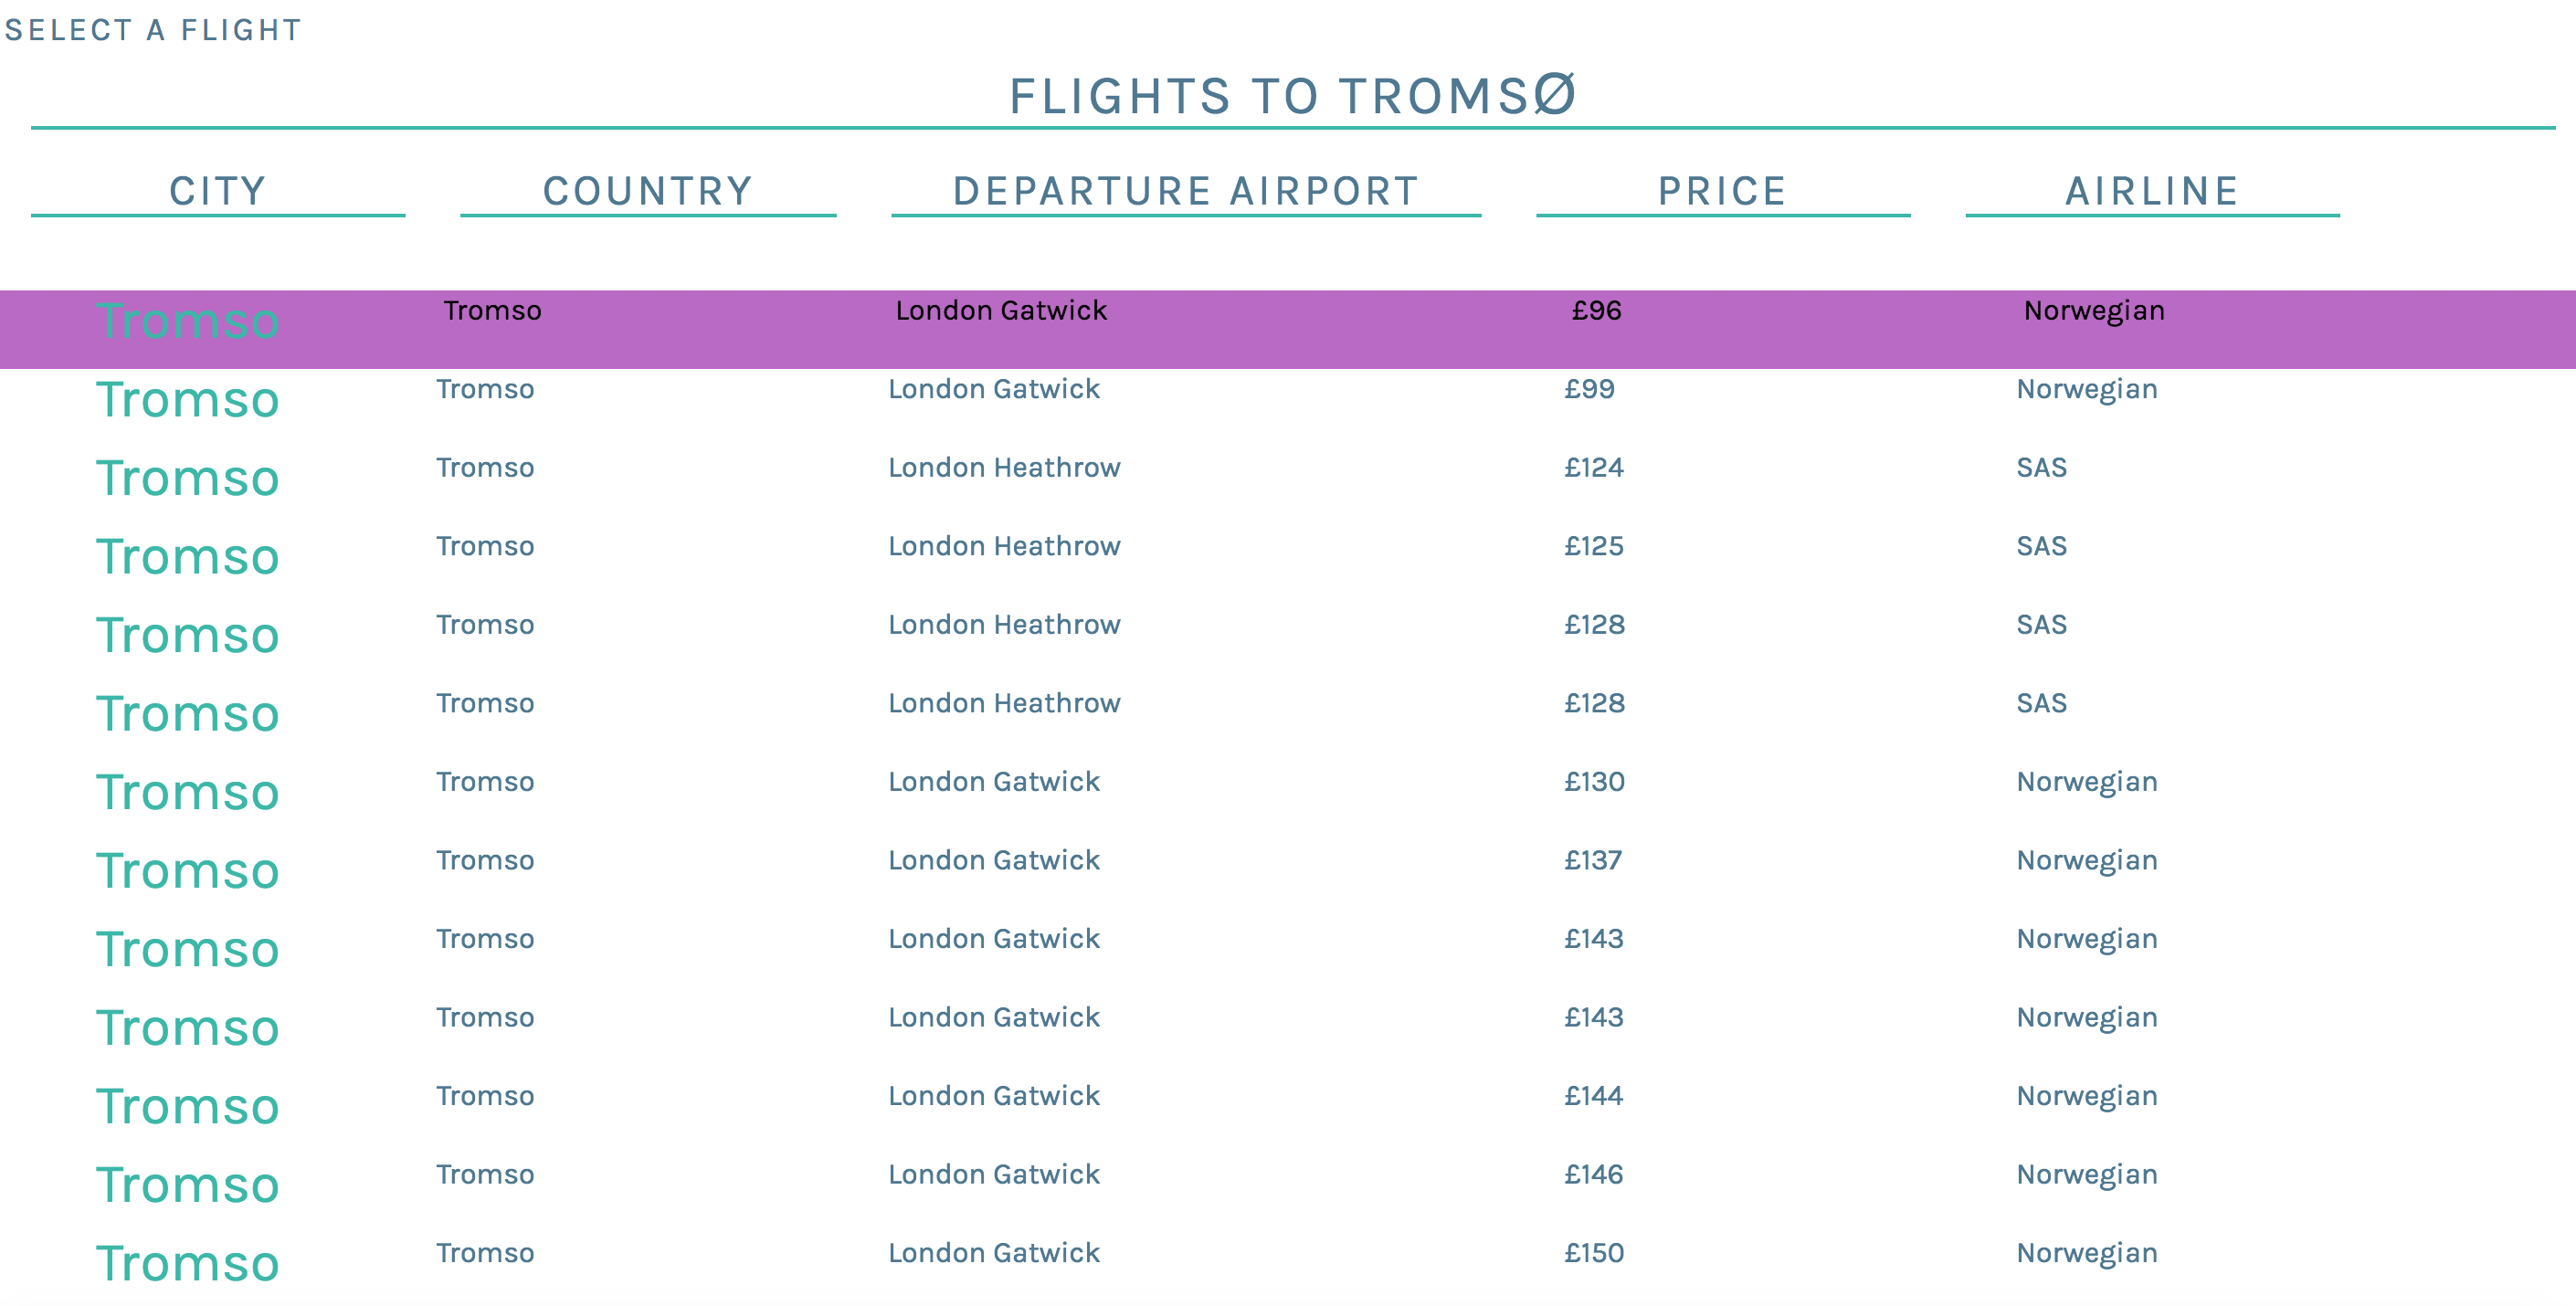 SELECT A FLIGHT
FLIGHTS TO TROMSØ
CITY COUNTRY DEPARTURE AIRPORT PRICE AIRLINE
Tromso Tromso London Gatwick £96 Norwegian
Tromso Tromso London Gatwick £99 Norwegian
Tromso Tromso London Heathrow £124 SAS
Tromso Tromso London Heathrow £125 SAS
Tromso Tromso London Heathrow £128 SAS
Tromso Tromso London Heathrow £128 SAS
Tromso Tromso London Gatwick £130 Norwegian
Tromso Tromso London Gatwick £137 Norwegian
Tromso Tromso London Gatwick £143 Norwegian
Tromso Tromso London Gatwick £143 Norwegian
Tromso Tromso London Gatwick £144 Norwegian
Tromso Tromso London Gatwick £146 Norwegian
Tromso Tromso London Gatwick £150 Norwegian